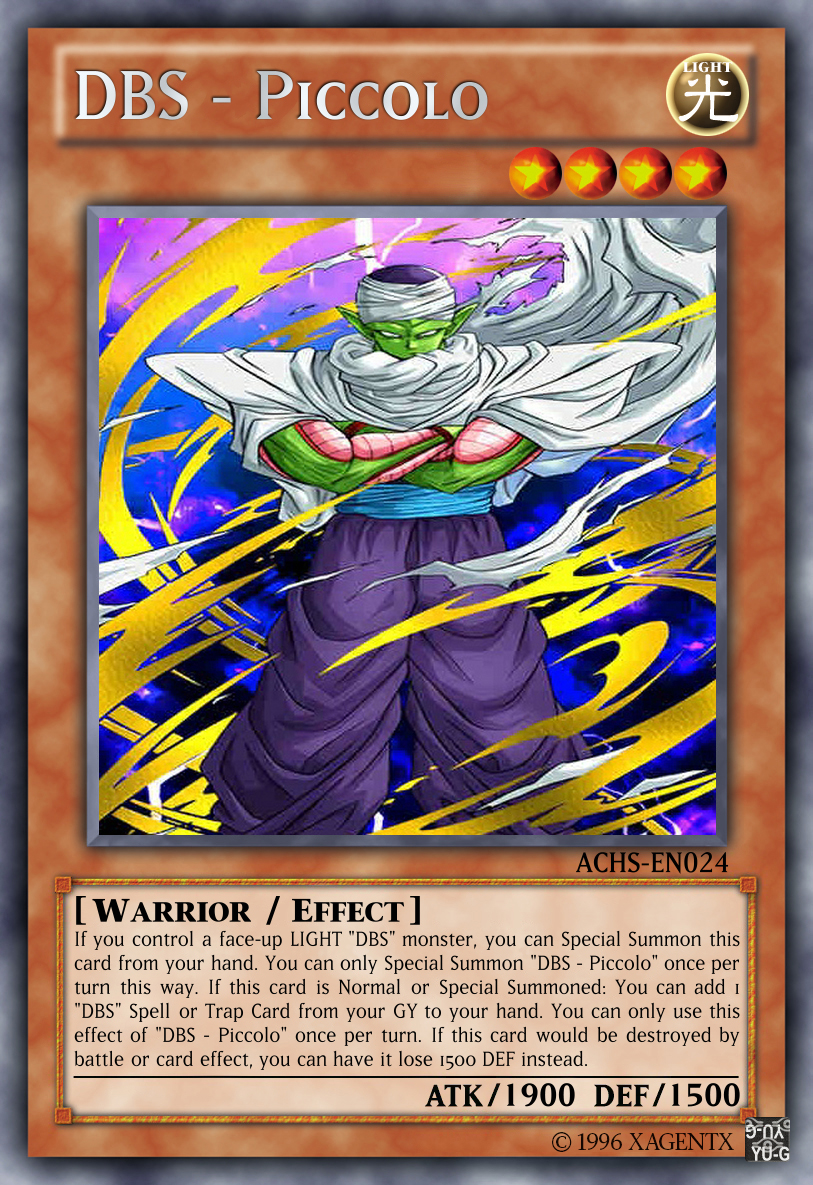 DBS - Piccolo
LIGHT
光
ACHS-EN024
[ Warrior / Effect ]
If you control a face-up LIGHT "DBS" monster, you can Special Summon this
card from your hand. You can only Special Summon "DBS - Piccolo" once per
turn this way. If this card is Normal or Special Summoned: You can add 1
"DBS" Spell or Trap Card from your GY to your hand. You can only use this
effect of "DBS - Piccolo" once per turn. If this card would be destroyed by
battle or card effect, you can have it lose 1500 DEF instead.
ATK/1900 DEF/1500
© 1996 XAGENTX
YU-G